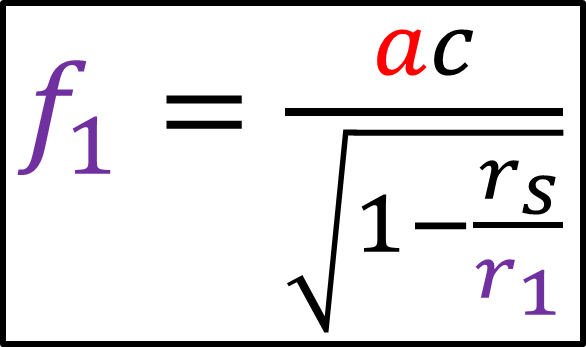 f₁ = ac / √(1 − r_S / r₁)